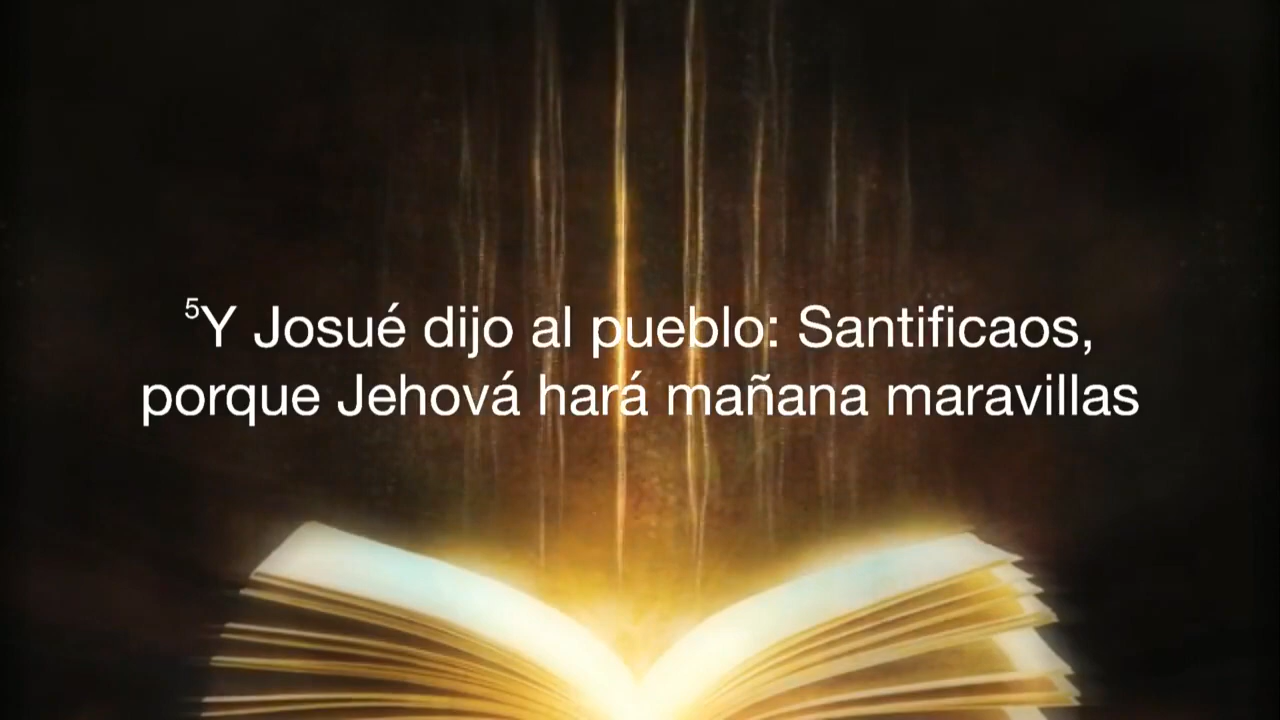 ⁵Y Josué dijo al pueblo: Santificaos,
porque Jehová hará mañana maravillas